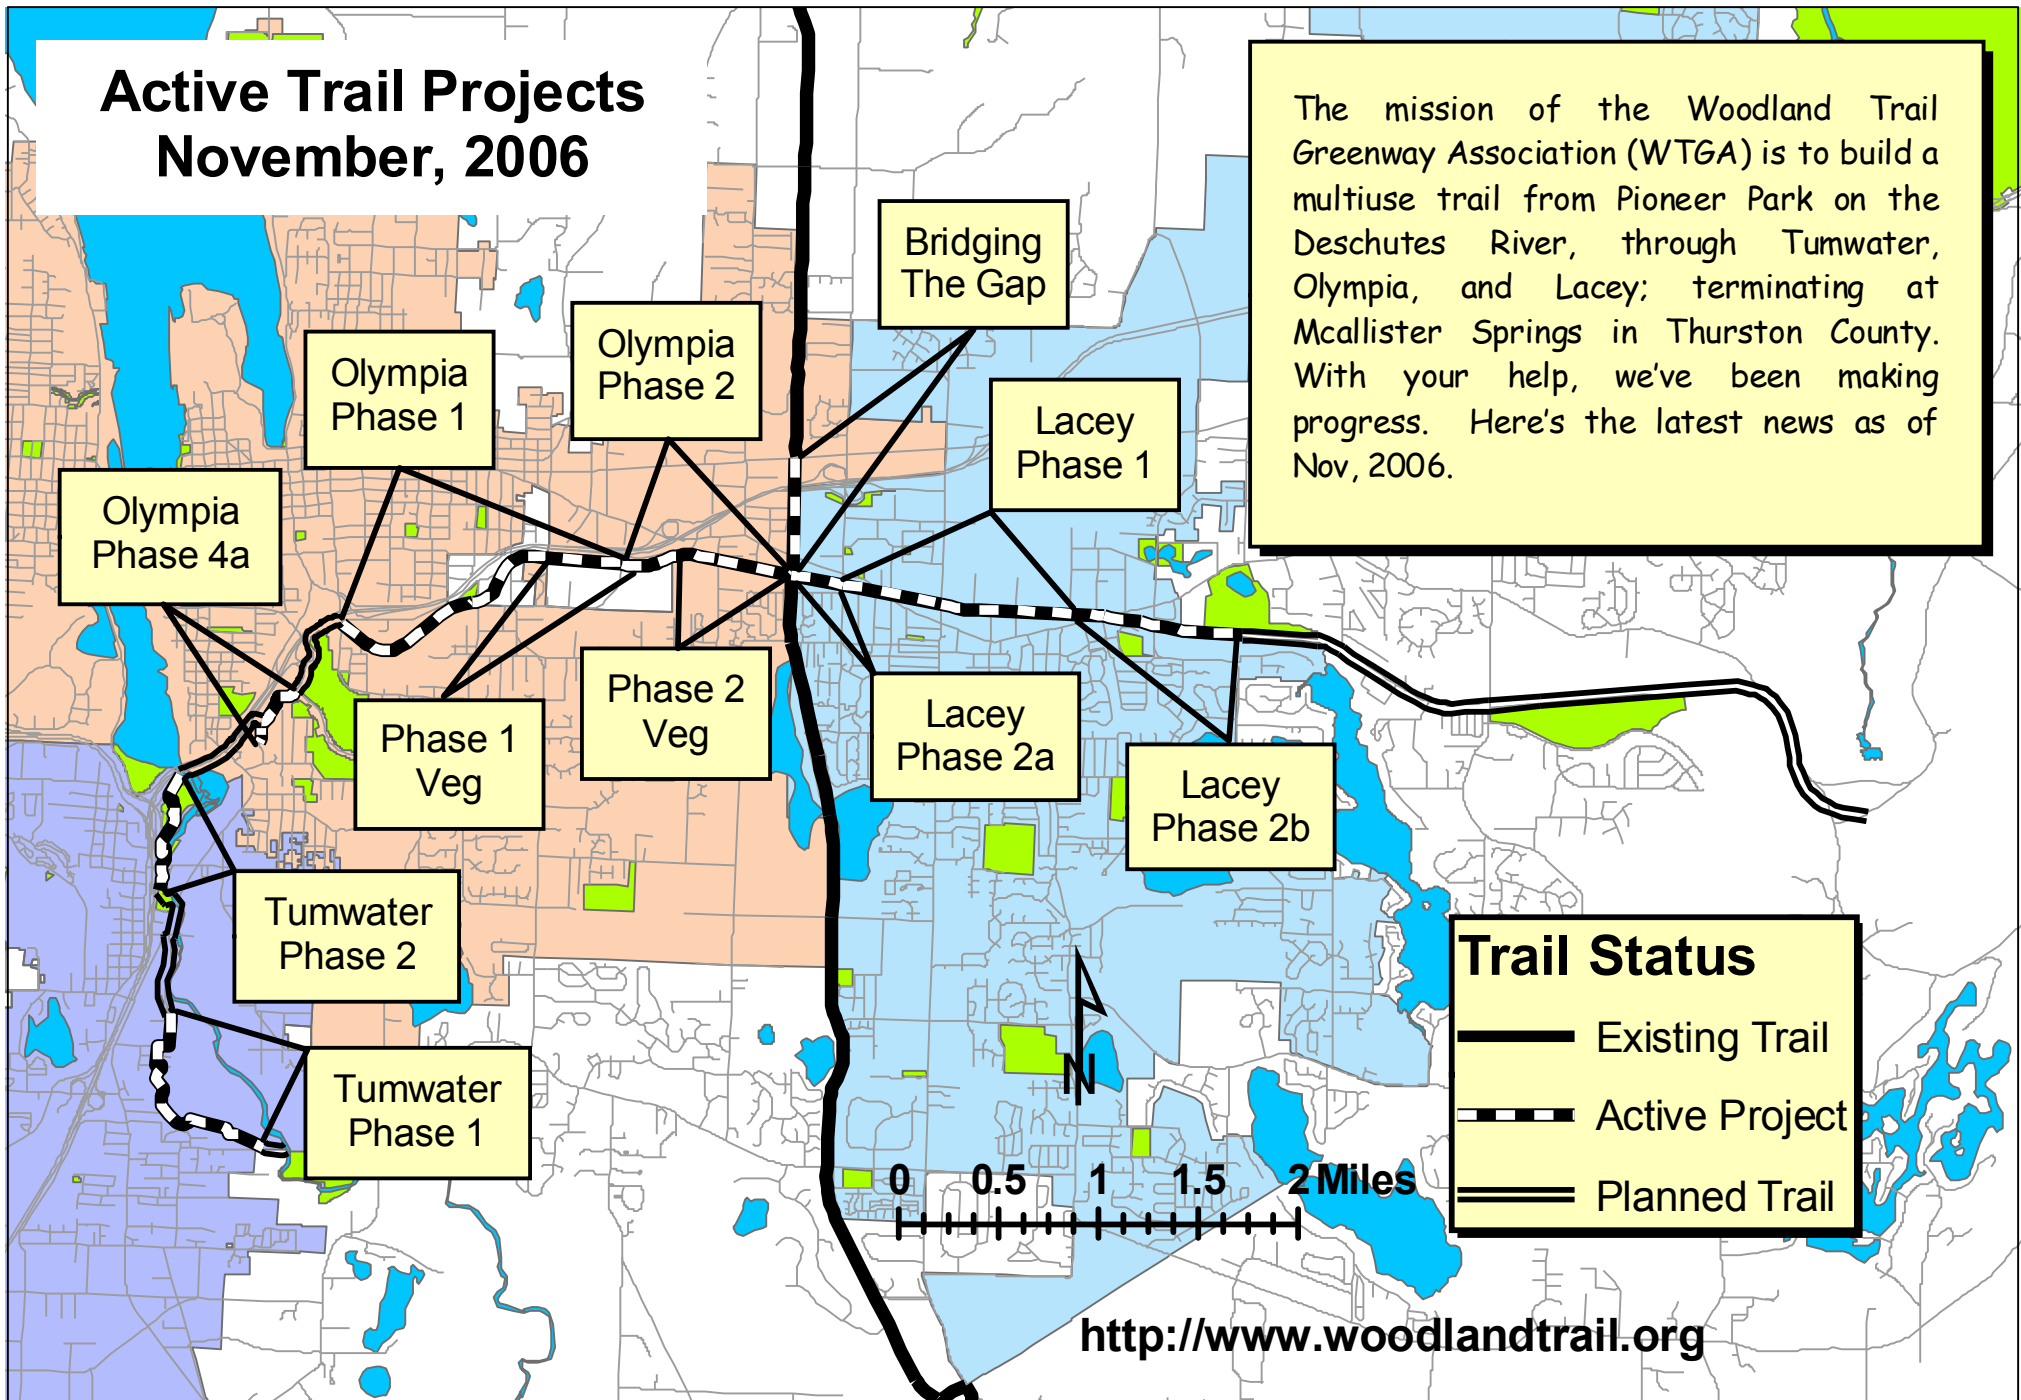 Active Trail Projects
November, 2006
The mission of the Woodland Trail
Greenway Association (WTGA) is to build a
multiuse trail from Pioneer Park on the
Deschutes River, through Tumwater,
Olympia, and Lacey; terminating at
Mcallister Springs in Thurston County.
With your help, we've been making
progress. Here's the latest news as of
Nov, 2006.
Bridging
The Gap
Olympia
Phase 2
Olympia
Phase 1
Lacey
Phase 1
Olympia
Phase 4a
Phase 2
Veg
Phase 1
Veg
Lacey
Phase 2a
Lacey
Phase 2b
Tumwater
Phase 2
Tumwater
Phase 1
N
0 0.5 1 1.5 2 Miles
Trail Status
Existing Trail
Active Project
Planned Trail
http://www.woodlandtrail.org